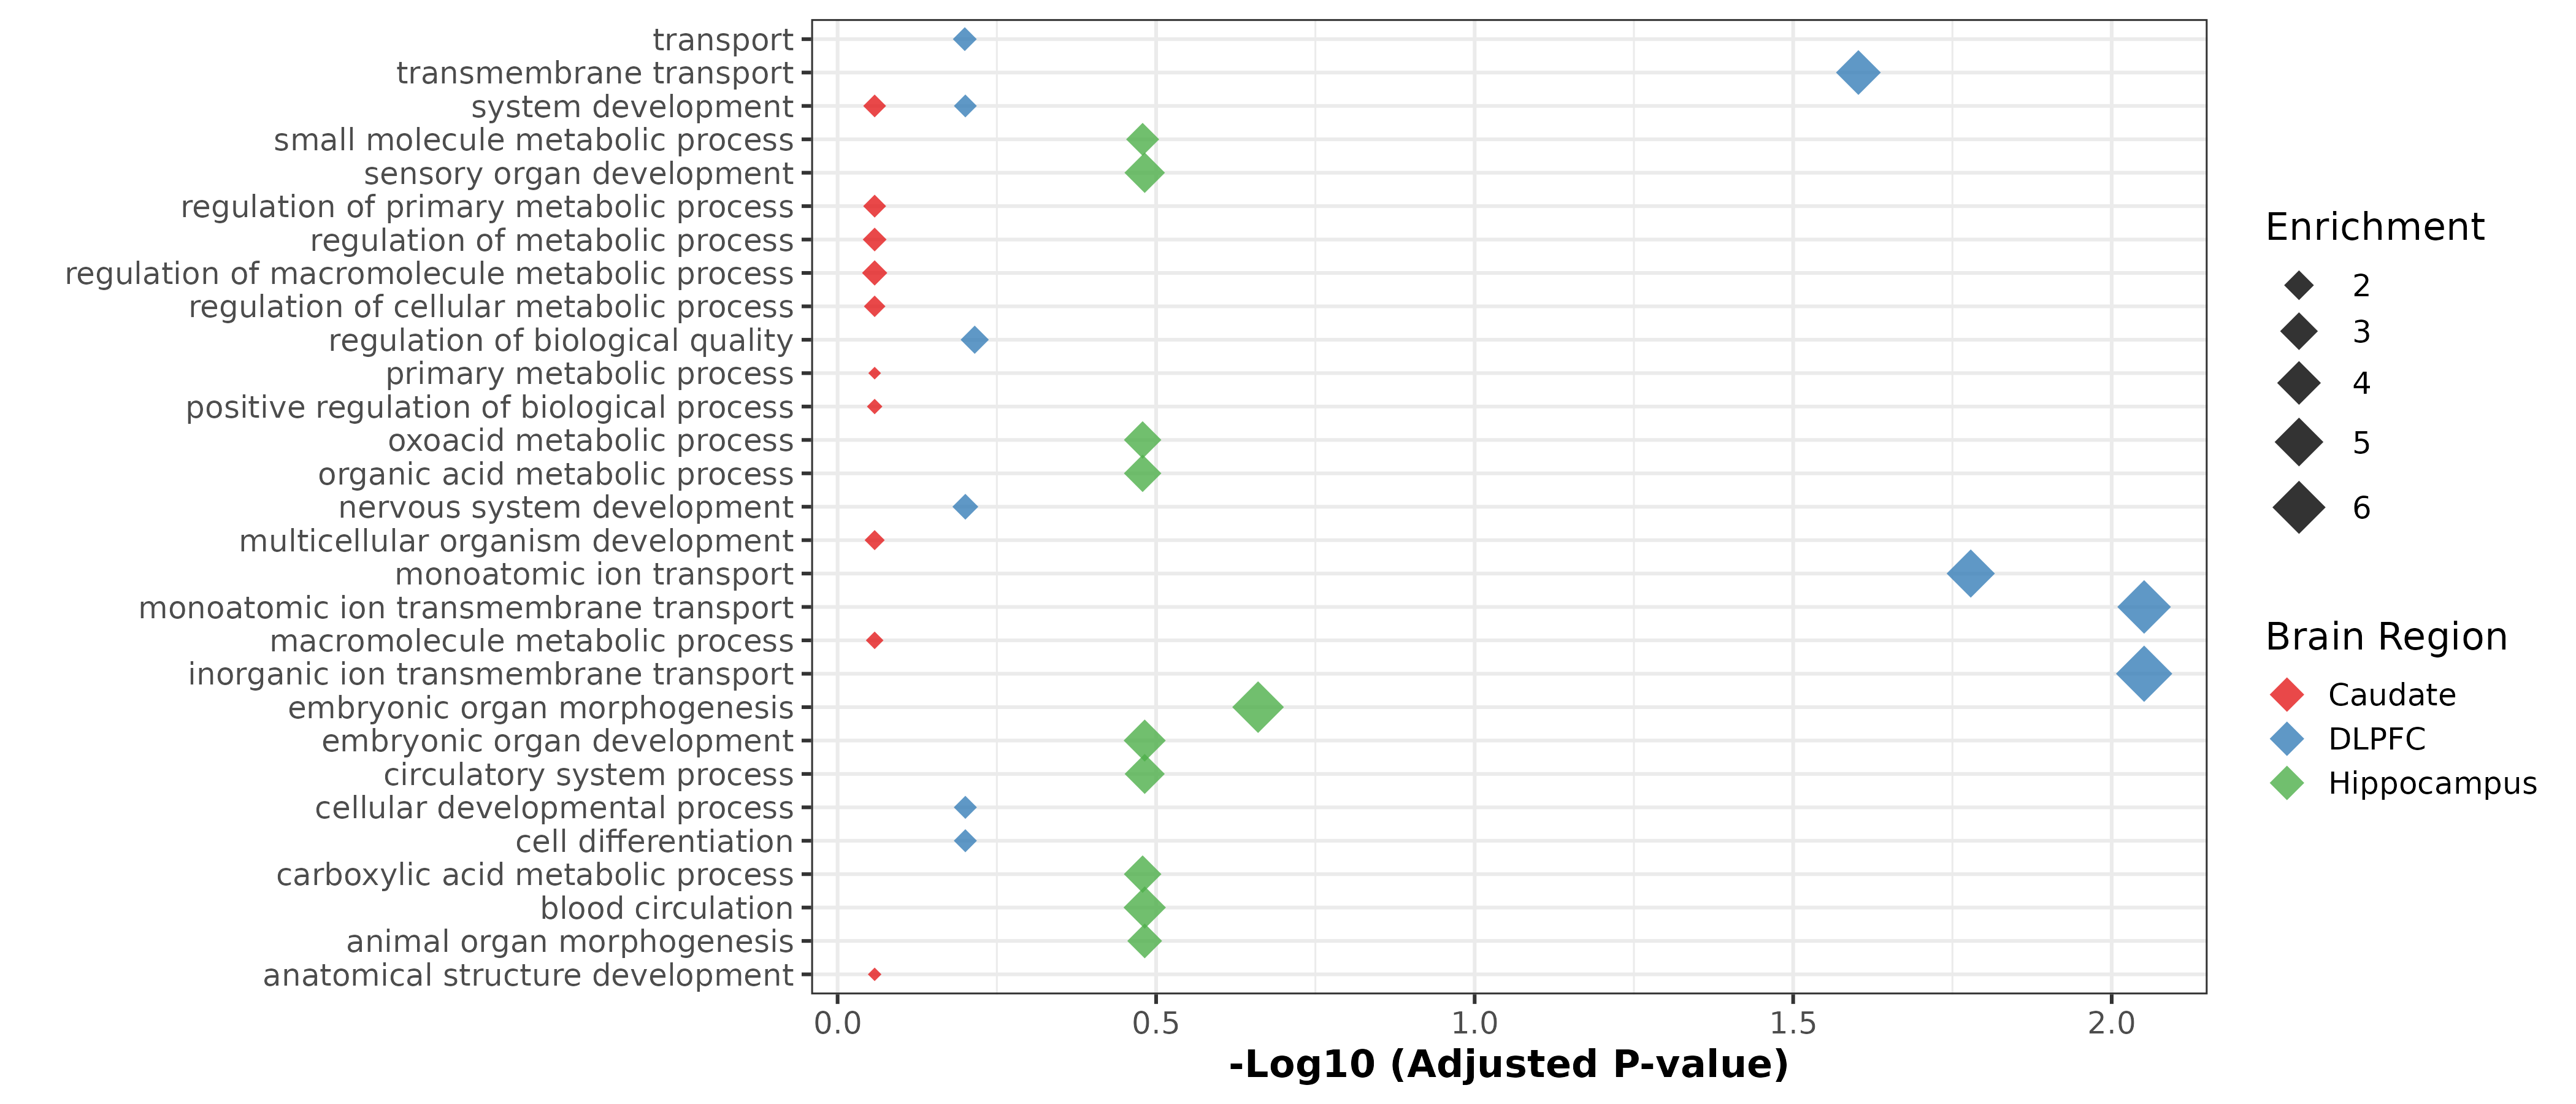 transport
transmembrane transport
system development
small molecule metabolic process
sensory organ development
regulation of primary metabolic process
regulation of metabolic process
regulation of macromolecule metabolic process
regulation of cellular metabolic process
regulation of biological quality
primary metabolic process
positive regulation of biological process
oxoacid metabolic process
organic acid metabolic process
nervous system development
multicellular organism development
monoatomic ion transport
monoatomic ion transmembrane transport
macromolecule metabolic process
inorganic ion transmembrane transport
embryonic organ morphogenesis
embryonic organ development
circulatory system process
cellular developmental process
cell differentiation
carboxylic acid metabolic process
blood circulation
animal organ morphogenesis
anatomical structure development
0.0 0.5 1.0 1.5 2.0
-Log10 (Adjusted P-value)
Enrichment
2
3
4
5
6
Brain Region
Caudate
DLPFC
Hippocampus